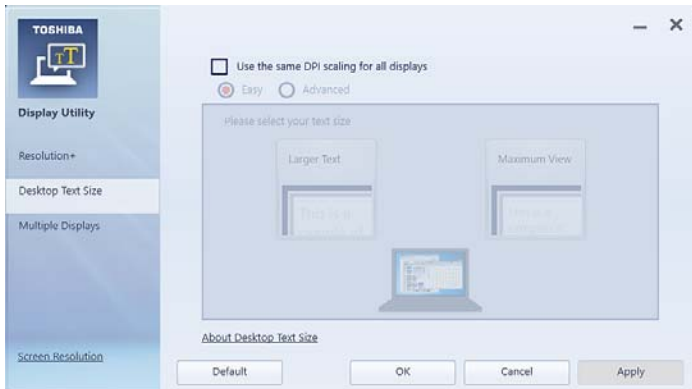 TOSHIBA
TT
Display Utility
Resolution+
Desktop Text Size
Multiple Displays
Screen Resolution
Use the same DPI scaling for all displays
Easy Advanced
Please select your text size
Larger Text Maximum View
This is a
About Desktop Text Size
Default OK Cancel Apply